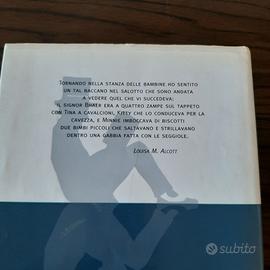 Tornando nella stanza delle bambine ho sentito
un tal baccano nel salotto che sono andata
a vedere quel che vi succedeva:
il signor Bhaer era a quattro zampe sul tappeto
con Tina a cavalcioni, Kitty che lo conduceva per la
cavezza, e Minnie imboccava di biscotti
due bimbi piccoli che saltavano e strillavano
dentro una gabbia fatta con le seggiole.
Louisa M. Alcott
subito